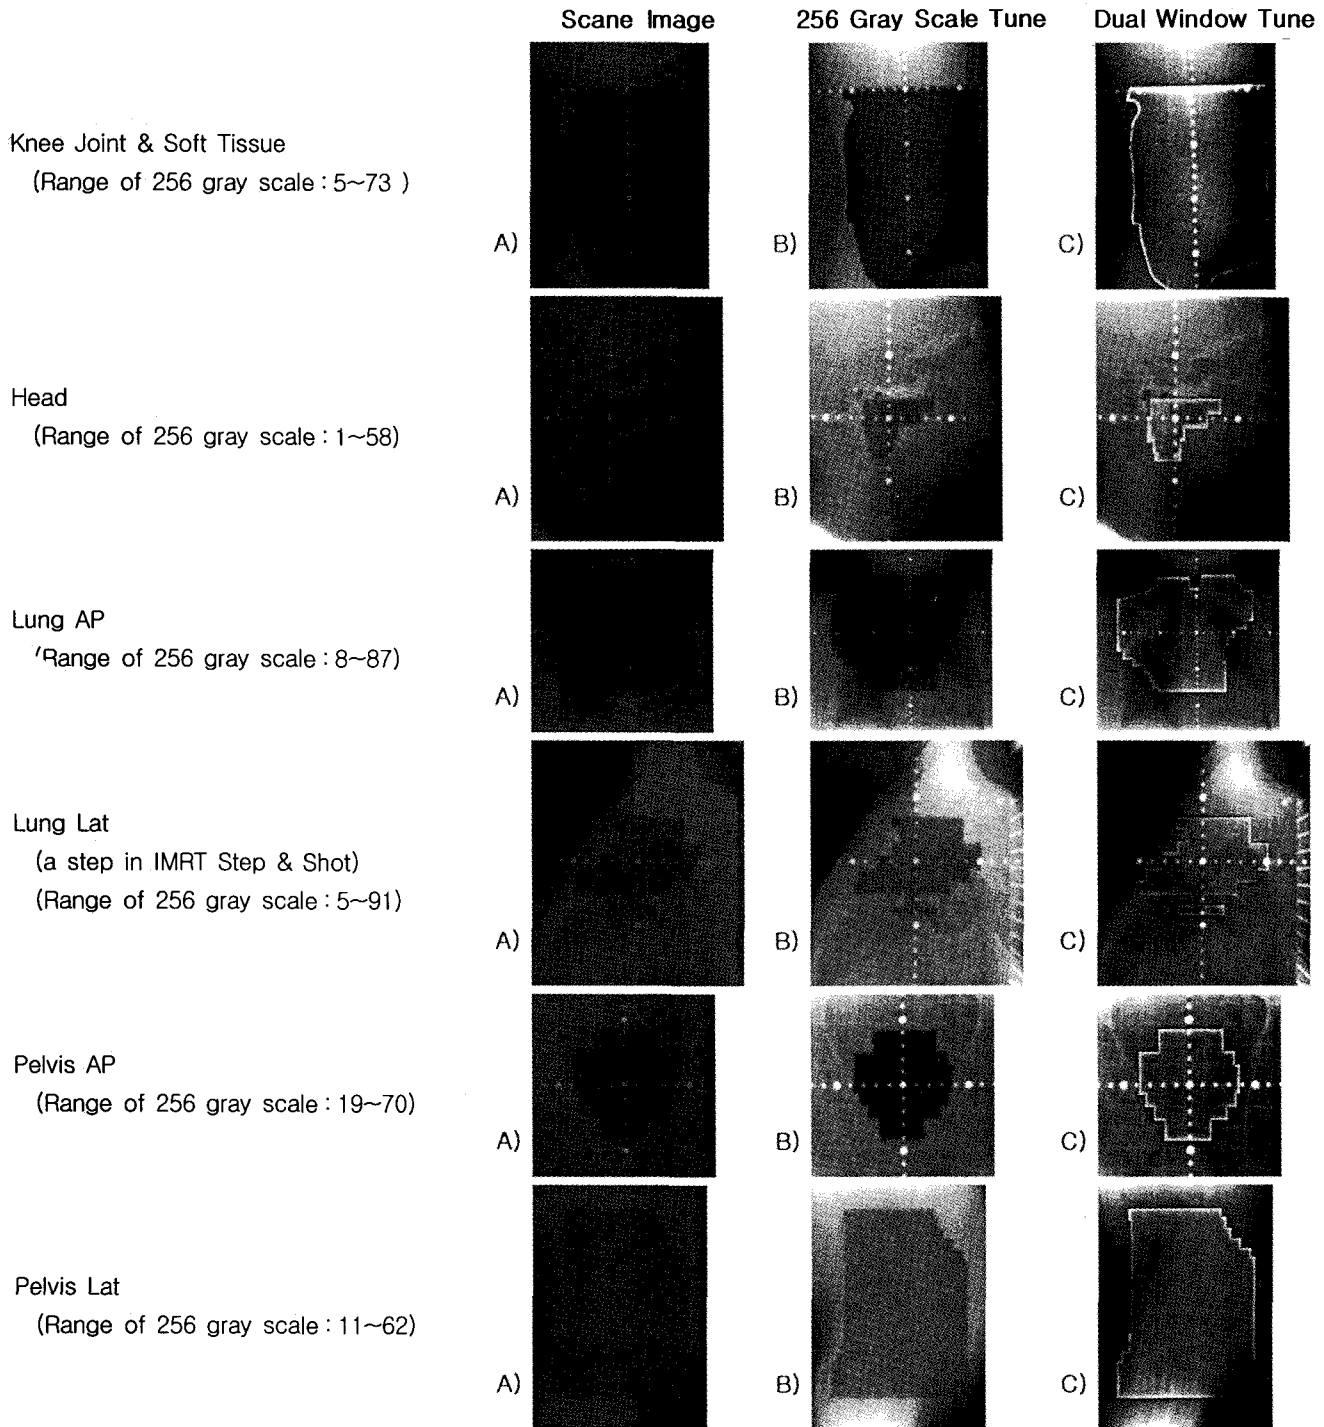 Scane Image 256 Gray Scale Tune Dual Window Tune
Knee Joint & Soft Tissue
(Range of 256 gray scale : 5~73 )
A) B) C)
Head
(Range of 256 gray scale : 1~58)
A) B) C)
Lung AP
'Range of 256 gray scale : 8~87)
A) B) C)
Lung Lat
(a step in IMRT Step & Shot)
(Range of 256 gray scale : 5~91)
A) B) C)
Pelvis AP
(Range of 256 gray scale : 19~70)
A) B) C)
Pelvis Lat
(Range of 256 gray scale : 11~62)
A) B) C)